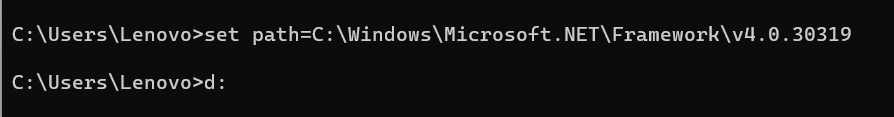 C:\Users\Lenovo>set path=C:\Windows\Microsoft.NET\Framework\v4.0.30319
C:\Users\Lenovo>d: